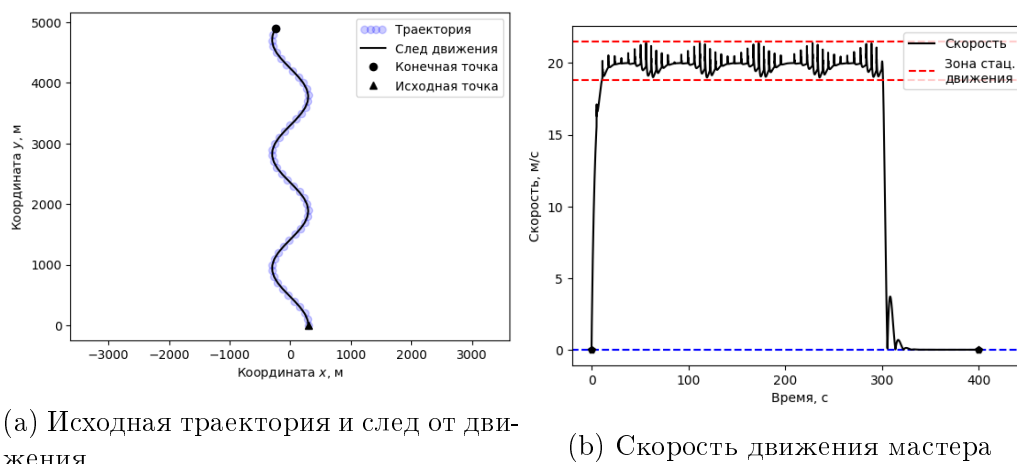 5000
4000
3000
2000
1000
0
Координата y, м
−3000
−2000
−1000
0
1000
2000
3000
Координата x, м
Траектория
След движения
Конечная точка
Исходная точка
(a) Исходная траектория и след от дви-
жения
20
15
10
5
0
Скорость, м/с
0
100
200
300
400
Время, с
Скорость
Зона стац.
движения
(b) Скорость движения мастера